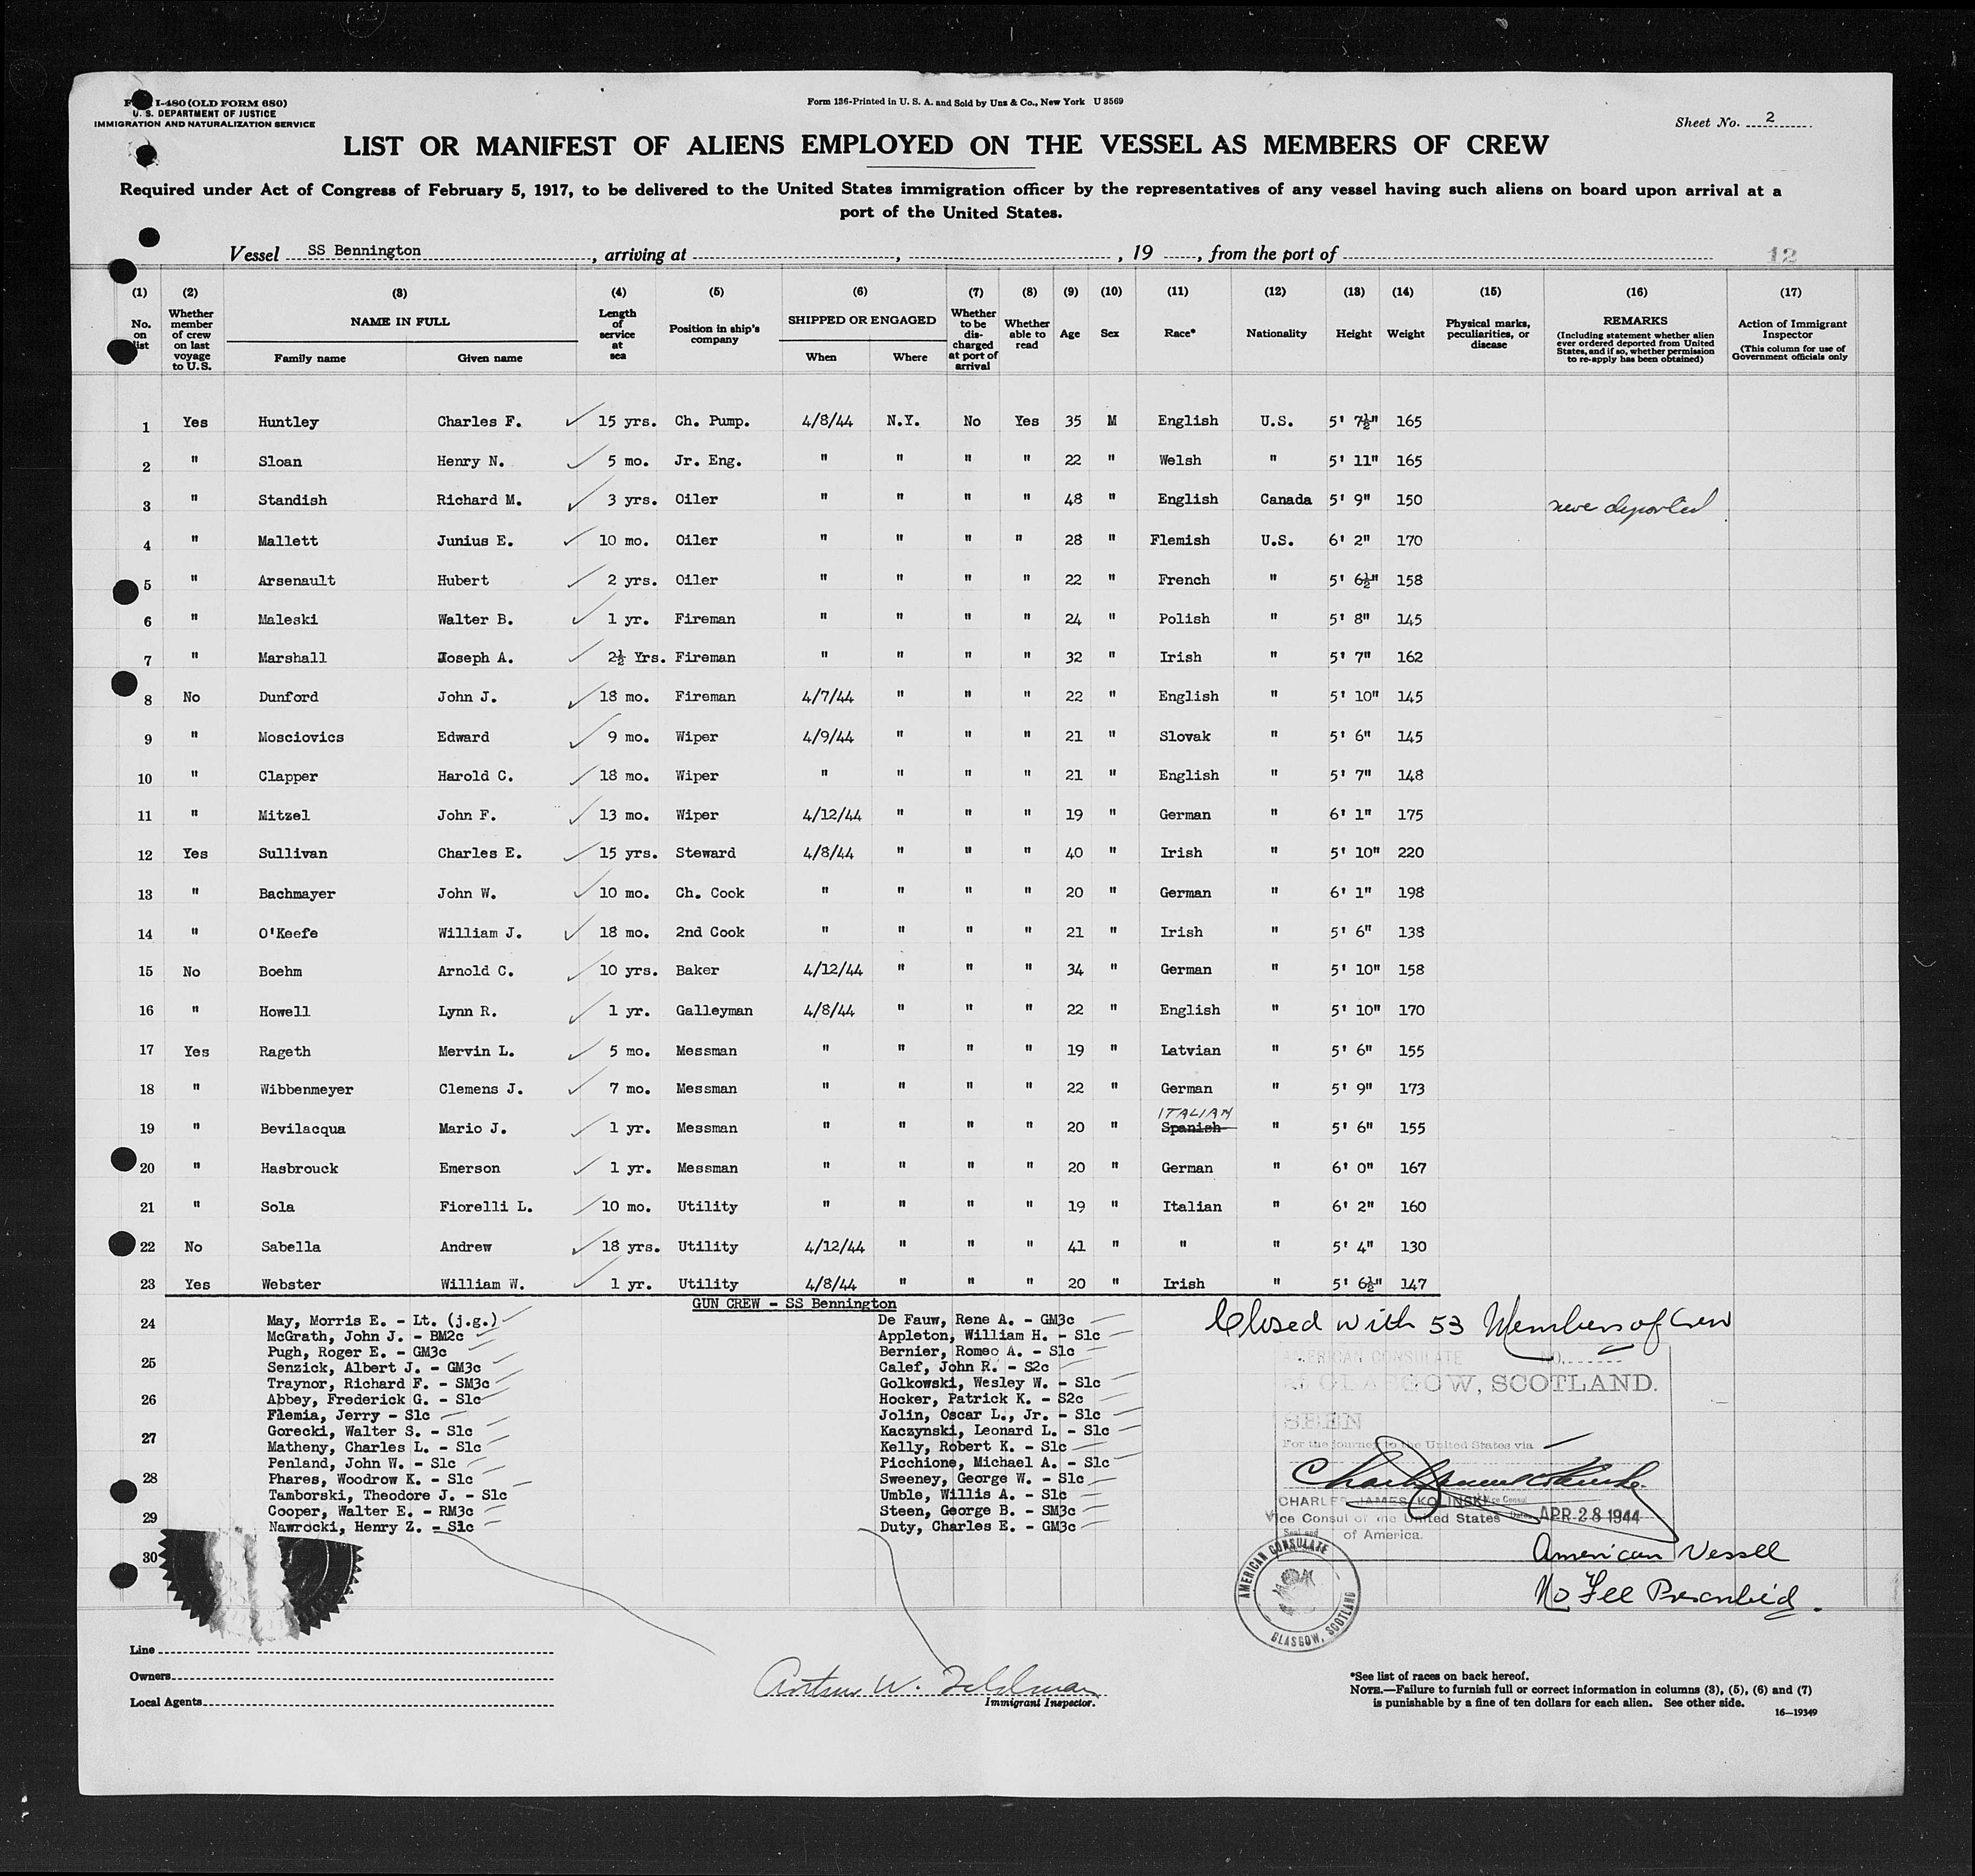 FORM I-480 (OLD FORM 680)
U. S. DEPARTMENT OF JUSTICE
IMMIGRATION AND NATURALIZATION SERVICE
Form 136-Printed in U. S. A. and Sold by Unz & Co., New York U 3569
Sheet No. 2
LIST OR MANIFEST OF ALIENS EMPLOYED ON THE VESSEL AS MEMBERS OF CREW
Required under Act of Congress of February 5, 1917, to be delivered to the United States immigration officer by the representatives of any vessel having such aliens on board upon arrival at a
port of the United States.
Vessel SS Bennington, arriving at , , 19 , from the port of 12
(1) (2) (3) (4) (5) (6) (7) (8) (9) (10) (11) (12) (13) (14) (15) (16) (17)
No. on list Whether member of crew on last voyage to U.S. NAME IN FULL Family name Given name Length of service at sea Position in ship's company SHIPPED OR ENGAGED When Where Whether to be discharged at port of arrival Whether able to read Age Sex Race* Nationality Height Weight Physical marks, peculiarities, or disease REMARKS (Including statement whether alien ever ordered deported from United States, and if so, whether permission to re-apply has been obtained) Action of Immigrant Inspector (This column for use of Government officials only
1 Yes Huntley Charles F. ✓ 15 yrs. Ch. Pump. 4/8/44 N.Y. No Yes 35 M English U.S. 5' 7½" 165
2 " Sloan Henry N. ✓ 5 mo. Jr. Eng. " " " " 22 " Welsh " 5' 11" 165
3 " Standish Richard M. ✓ 3 yrs. Oiler " " " " 48 " English Canada 5' 9" 150 neve deported
4 " Mallett Junius E. ✓ 10 mo. Oiler " " " " 28 " Flemish U.S. 6' 2" 170
5 " Arsenault Hubert ✓ 2 yrs. Oiler " " " " 22 " French " 5' 6½" 158
6 " Maleski Walter B. ✓ 1 yr. Fireman " " " " 24 " Polish " 5' 8" 145
7 " Marshall Joseph A. ✓ 2½ Yrs. Fireman " " " " 32 " Irish " 5' 7" 162
8 No Dunford John J. ✓ 18 mo. Fireman 4/7/44 " " " 22 " English " 5' 10" 145
9 " Mosciovics Edward ✓ 9 mo. Wiper 4/9/44 " " " 21 " Slovak " 5' 6" 145
10 " Clapper Harold C. ✓ 18 mo. Wiper " " " " 21 " English " 5' 7" 148
11 " Mitzel John F. ✓ 13 mo. Wiper 4/12/44 " " " 19 " German " 6' 1" 175
12 Yes Sullivan Charles E. ✓ 15 yrs. Steward 4/8/44 " " " 40 " Irish " 5' 10" 220
13 " Bachmayer John W. ✓ 10 mo. Ch. Cook " " " " 20 " German " 6' 1" 198
14 " O'Keefe William J. ✓ 18 mo. 2nd Cook " " " " 21 " Irish " 5' 6" 138
15 No Boehm Arnold C. ✓ 10 yrs. Baker 4/12/44 " " " 34 " German " 5' 10" 158
16 " Howell Lynn R. ✓ 1 yr. Galleyman 4/8/44 " " " 22 " English " 5' 10" 170
17 Yes Rageth Mervin L. ✓ 5 mo. Messman " " " " 19 " Latvian " 5' 6" 155
18 " Wibbenmeyer Clemens J. ✓ 7 mo. Messman " " " " 22 " German " 5' 9" 173
ITALIAN
19 " Bevilacqua Mario J. ✓ 1 yr. Messman " " " " 20 " Spanish " 5' 6" 155
20 " Hasbrouck Emerson ✓ 1 yr. Messman " " " " 20 " German " 6' 0" 167
21 " Sola Fiorelli L. ✓ 10 mo. Utility " " " " 19 " Italian " 6' 2" 160
22 No Sabella Andrew ✓ 18 yrs. Utility 4/12/44 " " " 41 " " " 5' 4" 130
23 Yes Webster William W. ✓ 1 yr. Utility 4/8/44 " " " 20 " Irish " 5' 6½" 147
GUN CREW - SS Bennington
24 May, Morris E. - Lt. (j.g.) De Fauw, Rene A. - GM3c Closed with 53 Members of Crew
McGrath, John J. - BM2c Appleton, William H. - S1c
Pugh, Roger E. - GM3c Bernier, Romeo A. - S1c
25 Senzick, Albert J. - GM3c Calef, John R. - S2c
Traynor, Richard F. - SM3c Golkowski, Wesley W. - S1c
26 Abbey, Frederick G. - S1c Hocker, Patrick K. - S2c
Flemia, Jerry - S1c Jolin, Oscar L., Jr. - S1c
27 Gorecki, Walter S. - S1c Kaczynski, Leonard L. - S1c
Matheny, Charles L. - S1c Kelly, Robert K. - S1c
Penland, John W. - S1c Picchione, Michael A. - S1c
28 Phares, Woodrow K. - S1c Sweeney, George W. - S1c
Tamborski, Theodore J. - S1c Umble, Willis A. - S1c
Cooper, Walter E. - RM3c Steen, George B. - SM3c
29 Nawrocki, Henry Z. - S1c Duty, Charles E. - GM3c
30
AMERICAN CONSULATE NO.
GLASGOW, SCOTLAND.
SEEN
For the journey to the United States via
CHARLES JAMES KOLINSKI Vice Consul
Vice Consul of the United States Date APR 28 1944
Seal and of America.
American Vessel
No Fee Prescribed.
AMERICAN CONSULATE
GLASGOW, SCOTLAND
Line
Owners
Local Agents
Immigrant Inspector.
*See list of races on back hereof.
NOTE.—Failure to furnish full or correct information in columns (3), (5), (6) and (7)
is punishable by a fine of ten dollars for each alien. See other side.
16—19349